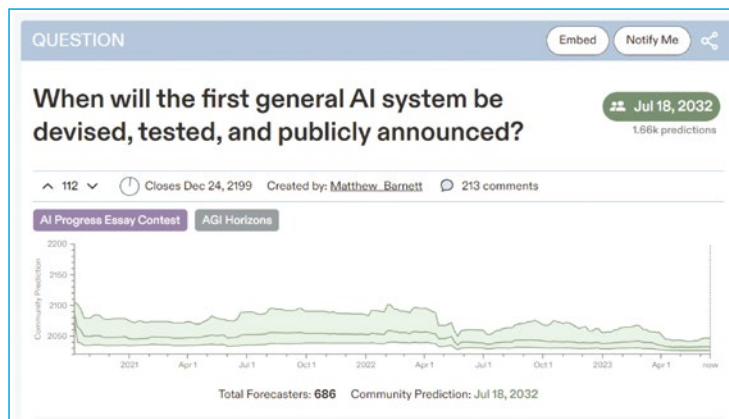 QUESTION
Embed
Notify Me
When will the first general AI system be
devised, tested, and publicly announced?
Jul 18, 2032
1.66k predictions
112
Closes Dec 24, 2199
Created by: Matthew_Barnett
213 comments
AI Progress Essay Contest
AGI Horizons
Community Prediction
2200
2150
2100
2050
2021 Apr 1 Jul 1 Oct 1 2022 Apr 1 Jul 1 Oct 1 2023 Apr 1 now
Total Forecasters: 686 Community Prediction: Jul 18, 2032